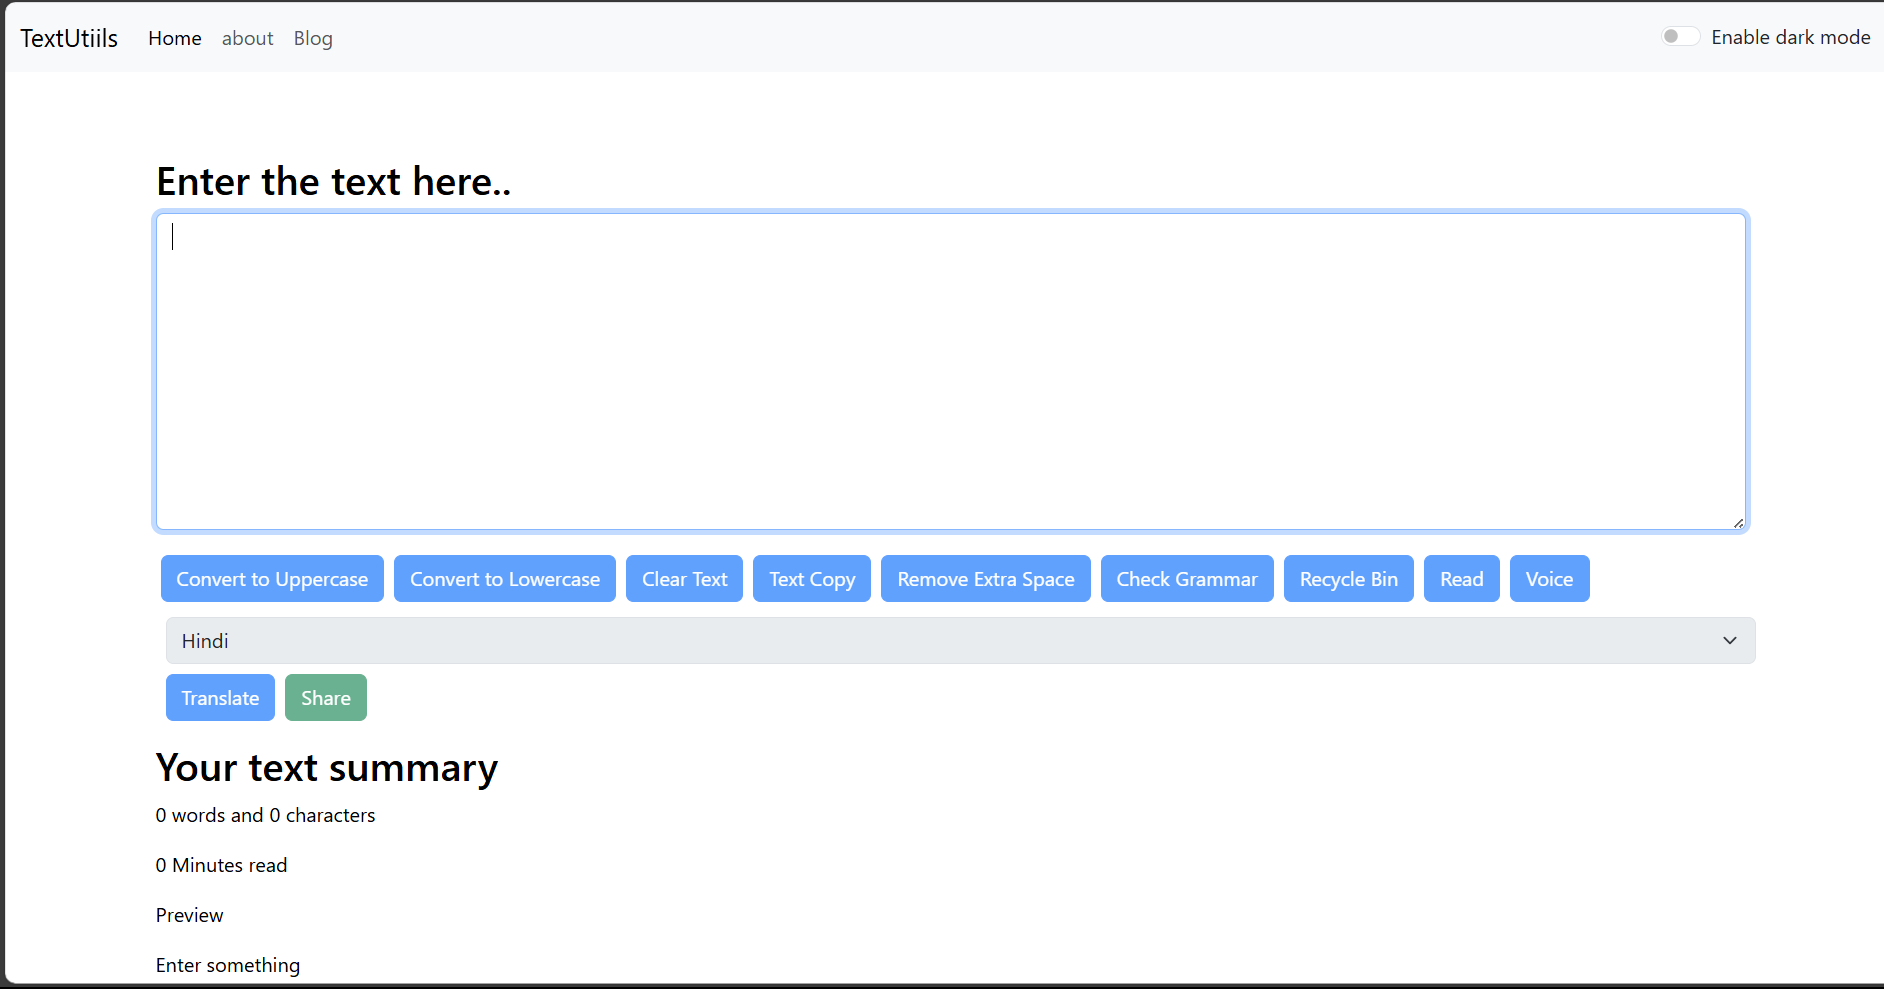 TextUtiils Home about Blog Enable dark mode
Enter the text here..
Convert to Uppercase Convert to Lowercase Clear Text Text Copy Remove Extra Space Check Grammar Recycle Bin Read Voice
Hindi
Translate Share
Your text summary
0 words and 0 characters
0 Minutes read
Preview
Enter something